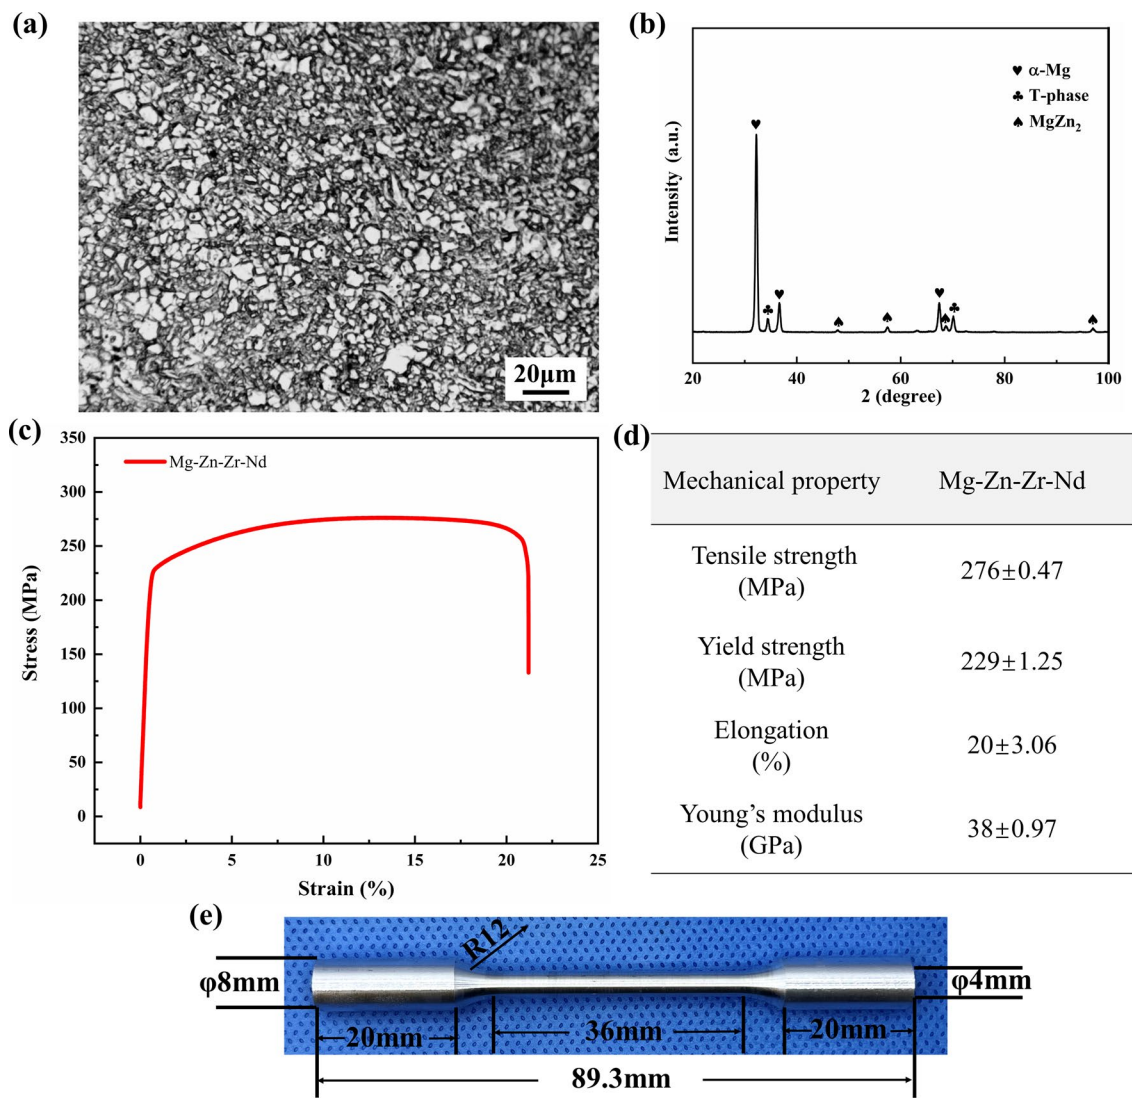 (a)
20μm
(b)
Intensity (a.u.)
♥ α-Mg
♣ T-phase
♠ MgZn₂
20 40 60 80 100
2 (degree)
(c)
Stress (MPa)
350
300
250
200
150
100
50
0
Mg-Zn-Zr-Nd
0 5 10 15 20 25
Strain (%)
(d)
Mechanical property Mg-Zn-Zr-Nd
Tensile strength
(MPa)
276±0.47
Yield strength
(MPa)
229±1.25
Elongation
(%)
20±3.06
Young's modulus
(GPa)
38±0.97
(e)
R12
φ8mm
φ4mm
20mm 36mm 20mm
89.3mm